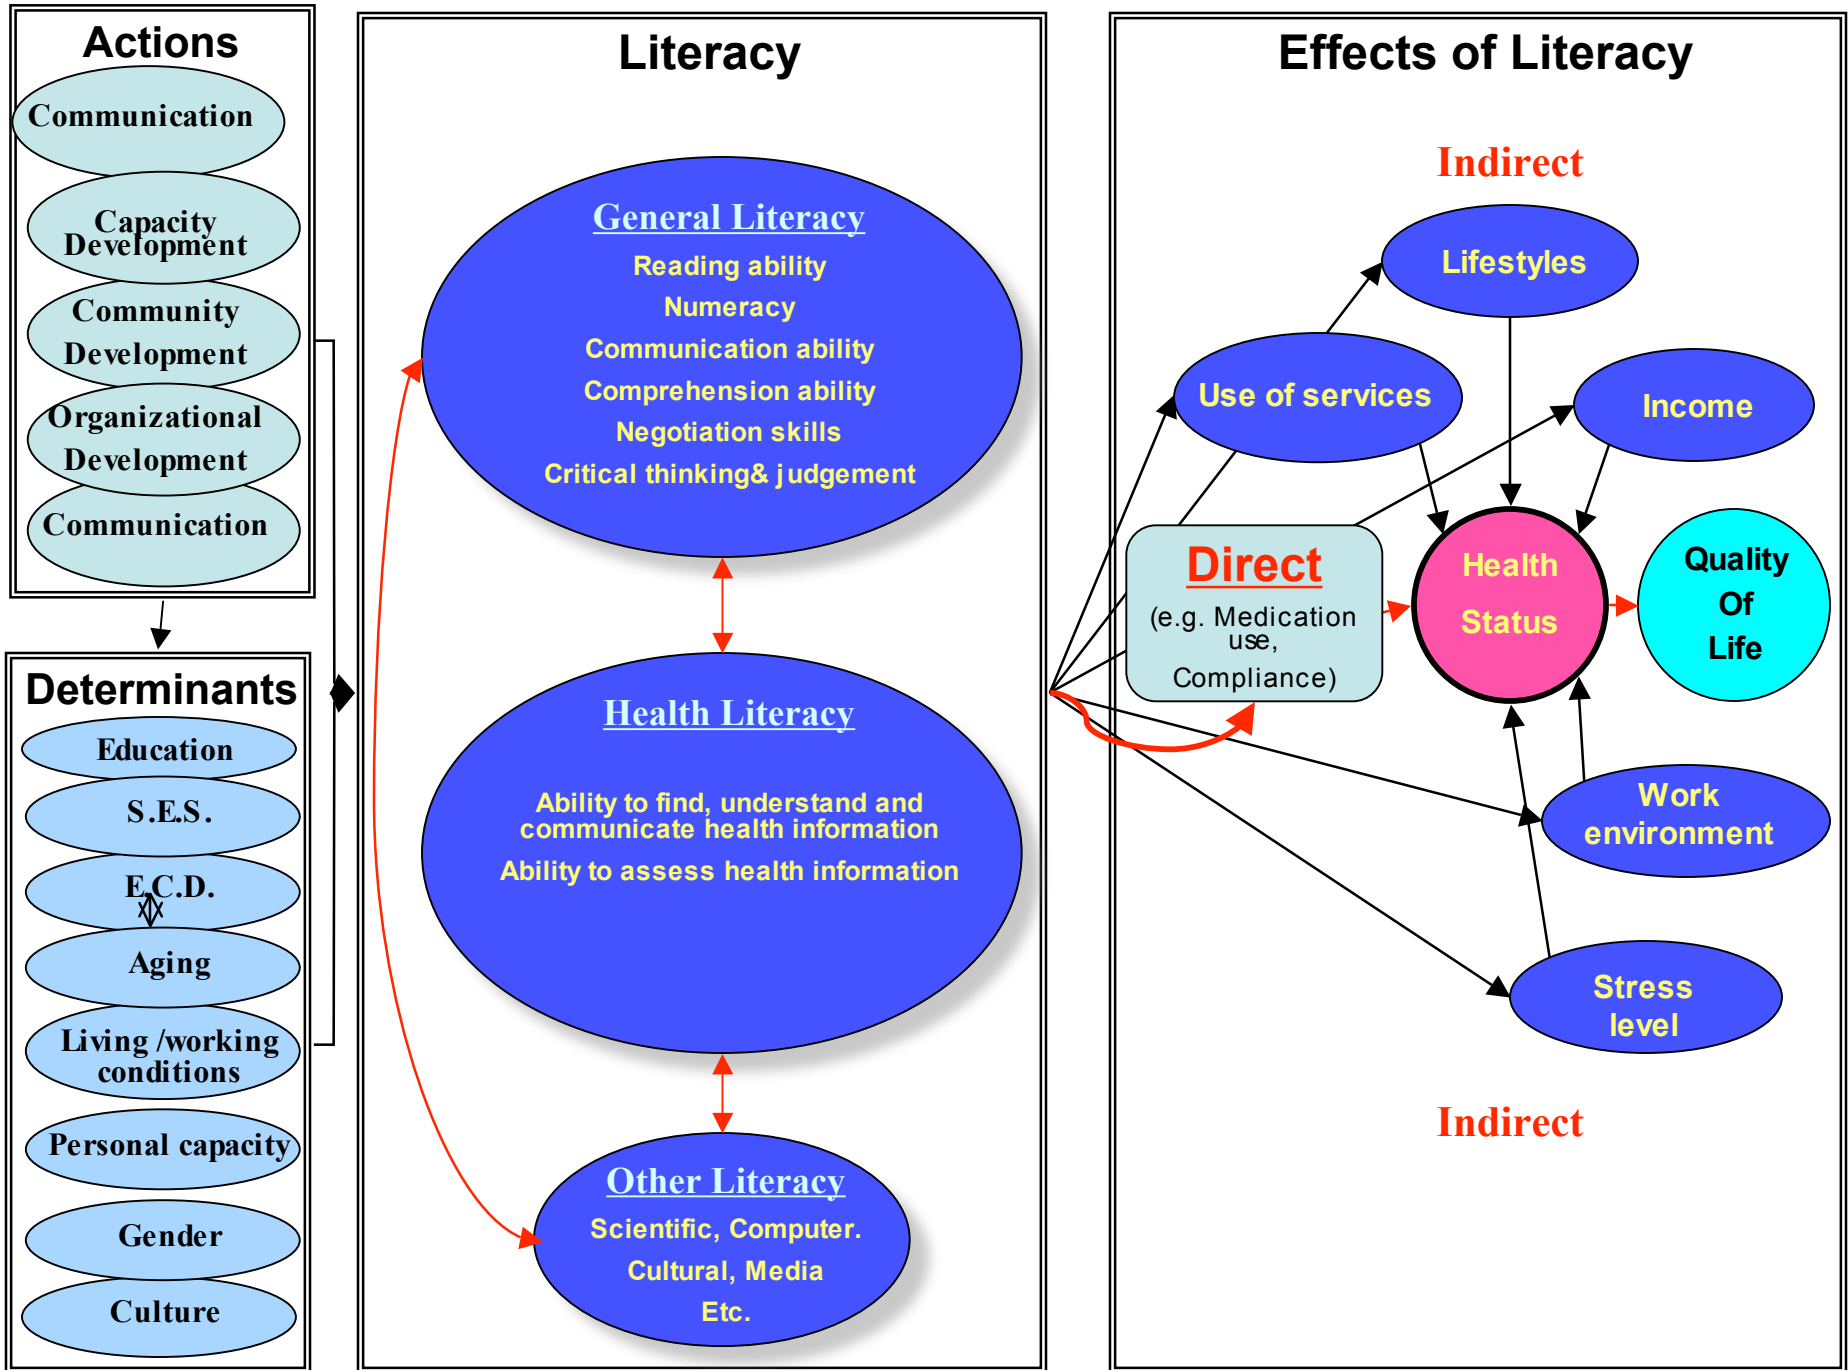 Actions
Communication
Capacity
Development
Community
Development
Organizational
Development
Communication
Determinants
Education
S.E.S.
E.C.D.
Aging
Living /working
conditions
Personal capacity
Gender
Culture
Literacy
General Literacy
Reading ability
Numeracy
Communication ability
Comprehension ability
Negotiation skills
Critical thinking& judgement
Health Literacy
Ability to find, understand and
communicate health information
Ability to assess health information
Other Literacy
Scientific, Computer.
Cultural, Media
Etc.
Effects of Literacy
Indirect
Lifestyles
Use of services
Income
Direct
(e.g. Medication
use,
Compliance)
Health
Status
Quality
Of
Life
Work
environment
Stress
level
Indirect